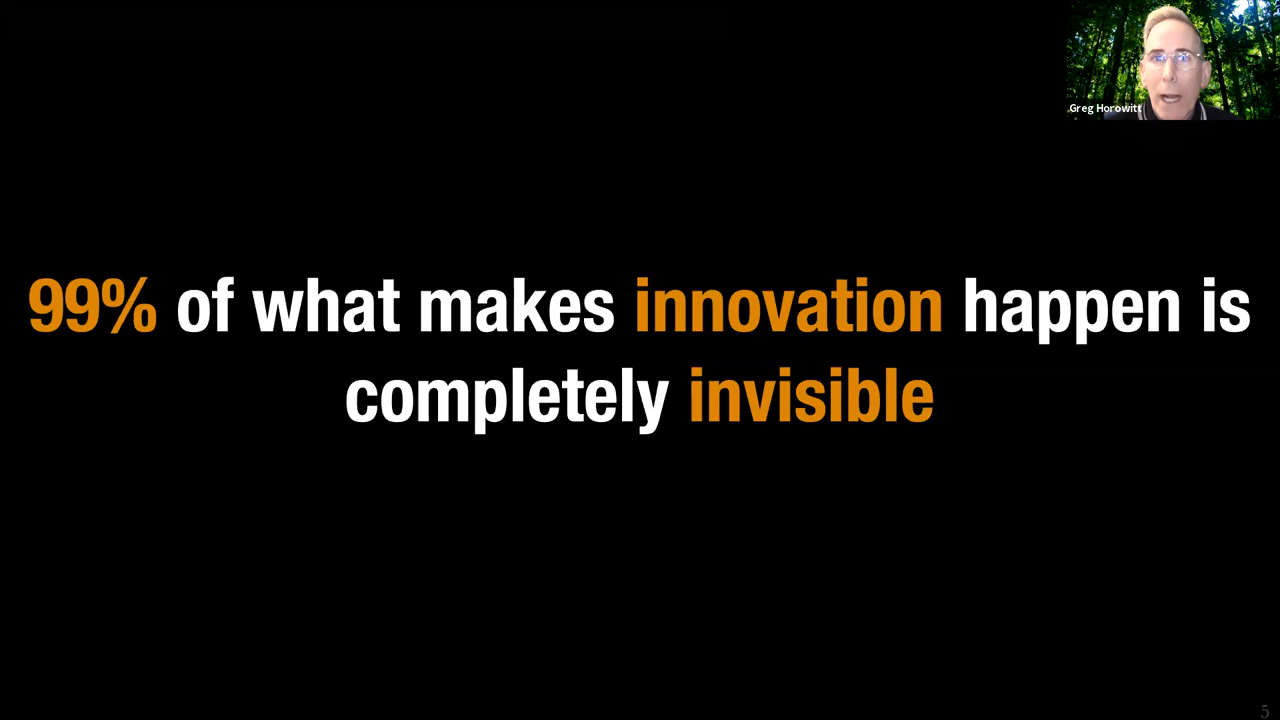 Greg Horowitt
99% of what makes innovation happen is
completely invisible
5